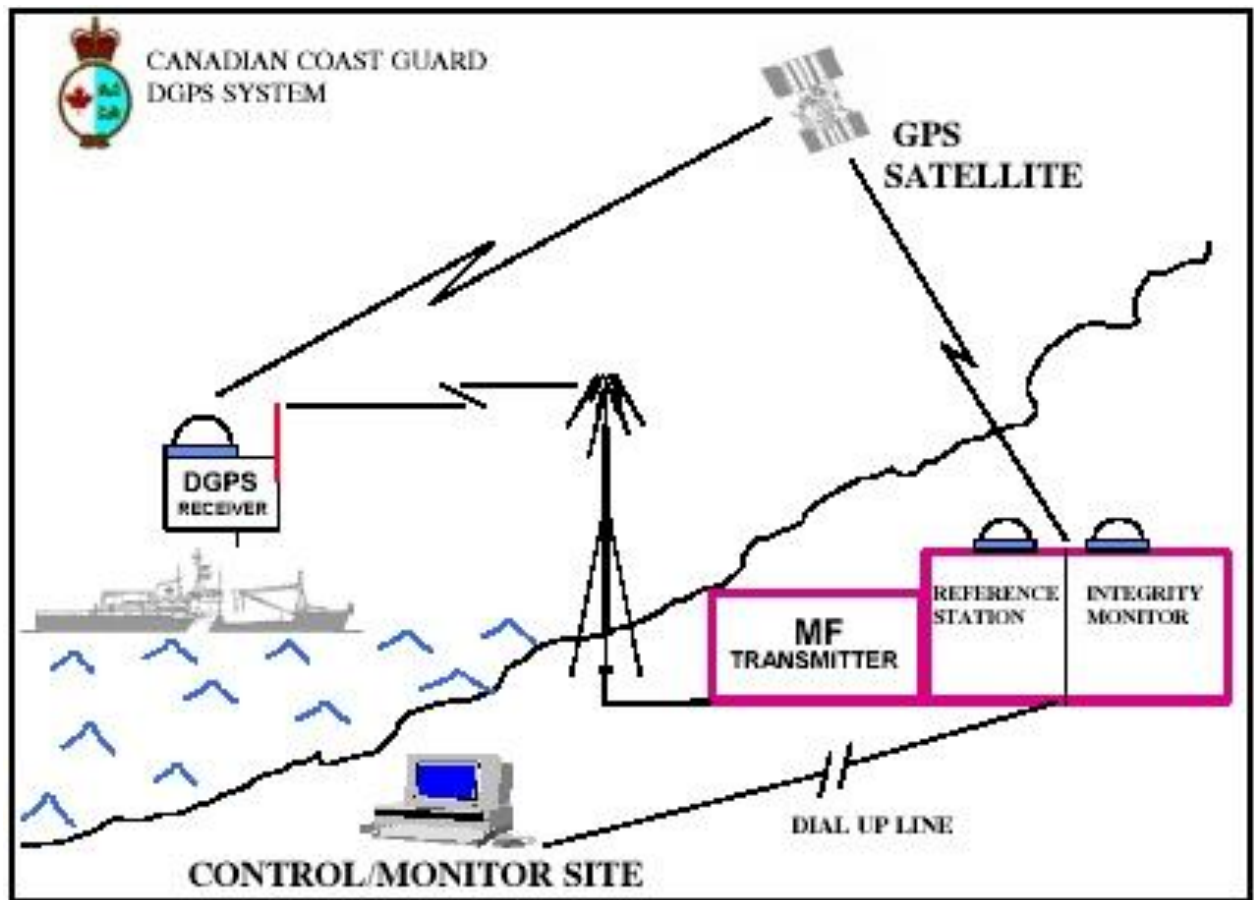 CANADIAN COAST GUARD
DGPS SYSTEM
GPS
SATELLITE
DGPS
RECEIVER
REFERENCE
STATION
INTEGRITY
MONITOR
MF
TRANSMITTER
DIAL UP LINE
CONTROL/MONITOR SITE